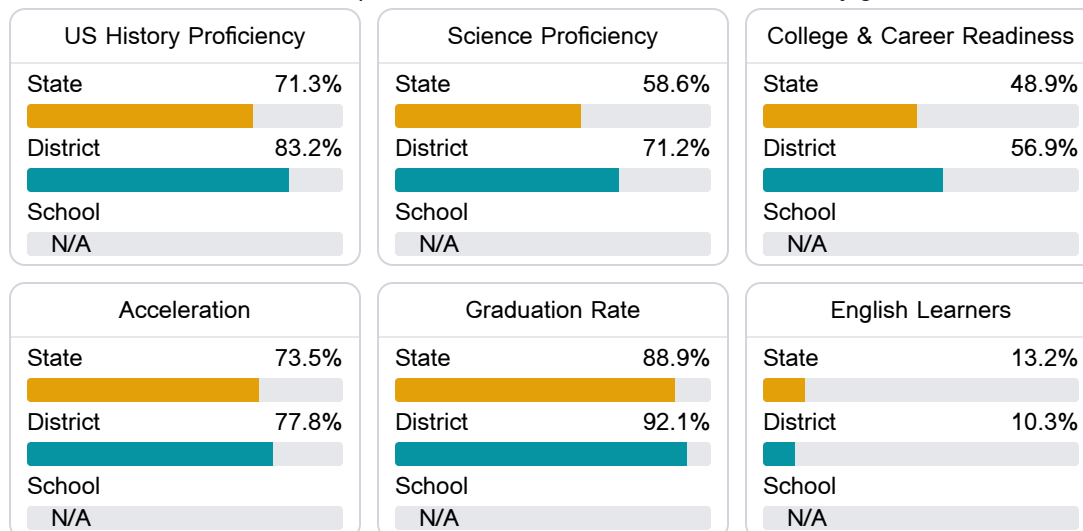 US History Proficiency
State 71.3%
District 83.2%
School
N/A
Science Proficiency
State 58.6%
District 71.2%
School
N/A
College & Career Readiness
State 48.9%
District 56.9%
School
N/A
Acceleration
State 73.5%
District 77.8%
School
N/A
Graduation Rate
State 88.9%
District 92.1%
School
N/A
English Learners
State 13.2%
District 10.3%
School
N/A